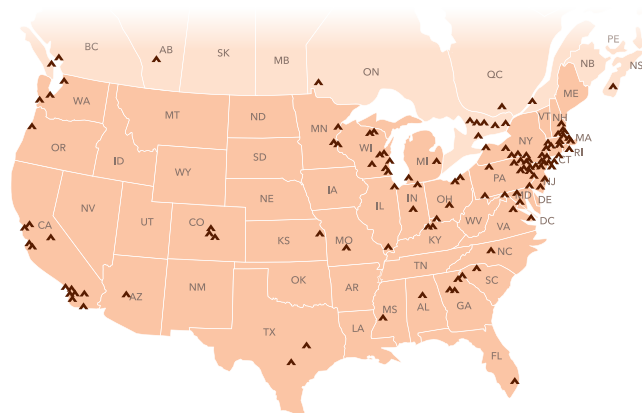 PE
BC
AB
SK
MB
ON
QC
NB
NS
ME
WA
MT
ND
MN
VT
NH
OR
ID
SD
WI
MI
NY
MA
RI
CT
WY
IA
PA
NJ
NE
IL
IN
OH
MD
DE
NV
UT
CO
KS
MO
KY
WV
VA
DC
CA
AZ
NM
OK
AR
TN
NC
SC
TX
LA
MS
AL
GA
FL